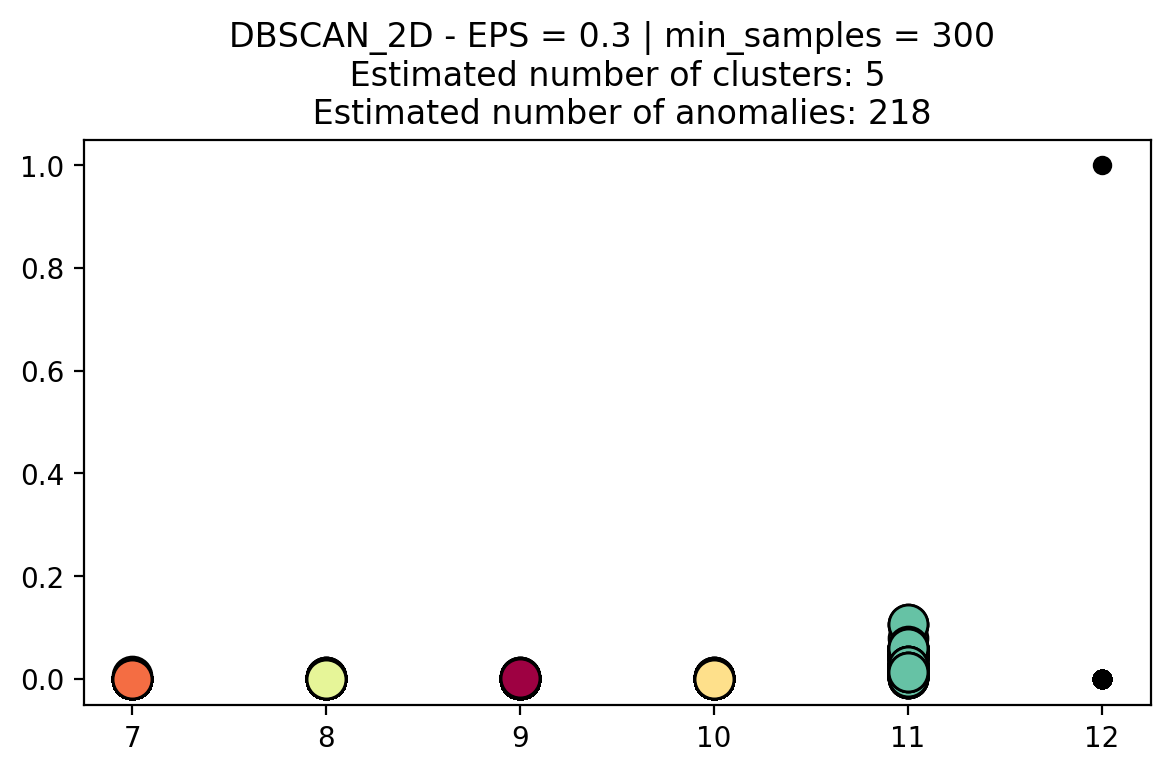 DBSCAN_2D - EPS = 0.3 | min_samples = 300
Estimated number of clusters: 5
Estimated number of anomalies: 218
1.0
0.8
0.6
0.4
0.2
0.0
7 8 9 10 11 12